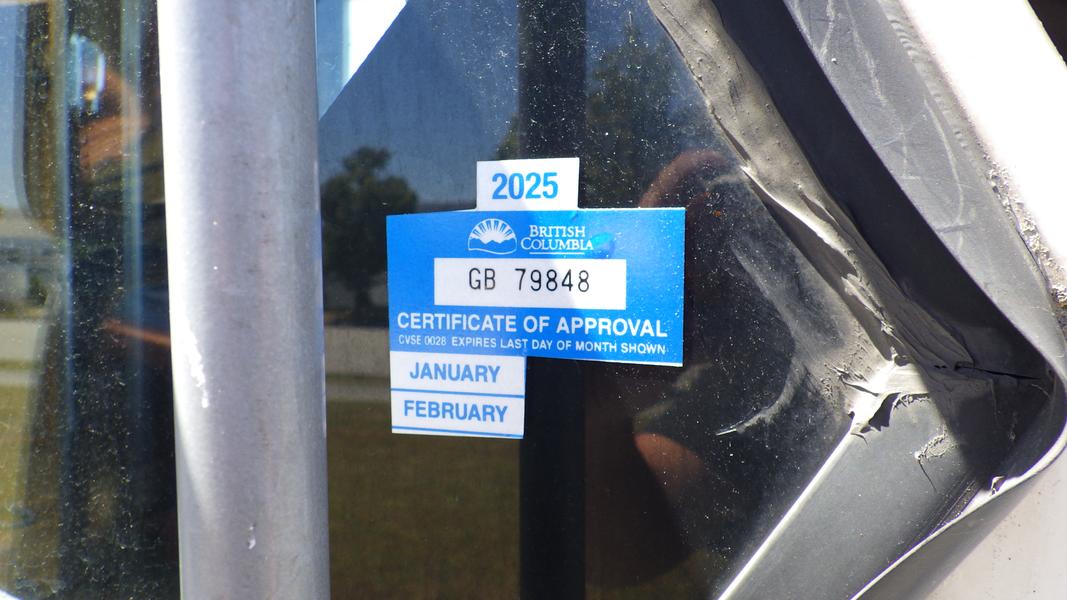 2025
BRITISH
COLUMBIA
GB 79848
CERTIFICATE OF APPROVAL
CVSE 0028 EXPIRES LAST DAY OF MONTH SHOWN
JANUARY
FEBRUARY